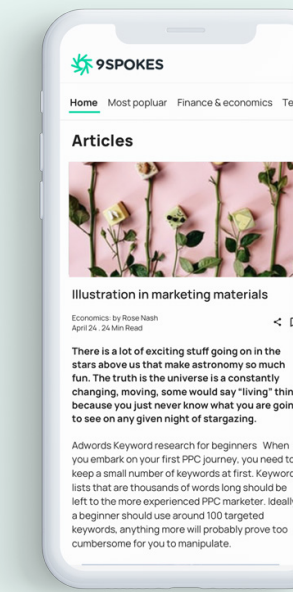 9SPOKES
Home Most popluar Finance & economics Te
Articles
Illustration in marketing materials
Economics: by Rose Nash
April 24 . 24 Min Read
There is a lot of exciting stuff going on in the
stars above us that make astronomy so much
fun. The truth is the universe is a constantly
changing, moving, some would say “living” thin
because you just never know what you are goin
to see on any given night of stargazing.
Adwords Keyword research for beginners When
you embark on your first PPC journey, you need to
keep a small number of keywords at first. Keyword
lists that are thousands of words long should be
left to the more experienced PPC marketer. Ideally
a beginner should use around 100 targeted
keywords, anything more will probably prove too
cumbersome for you to manipulate.